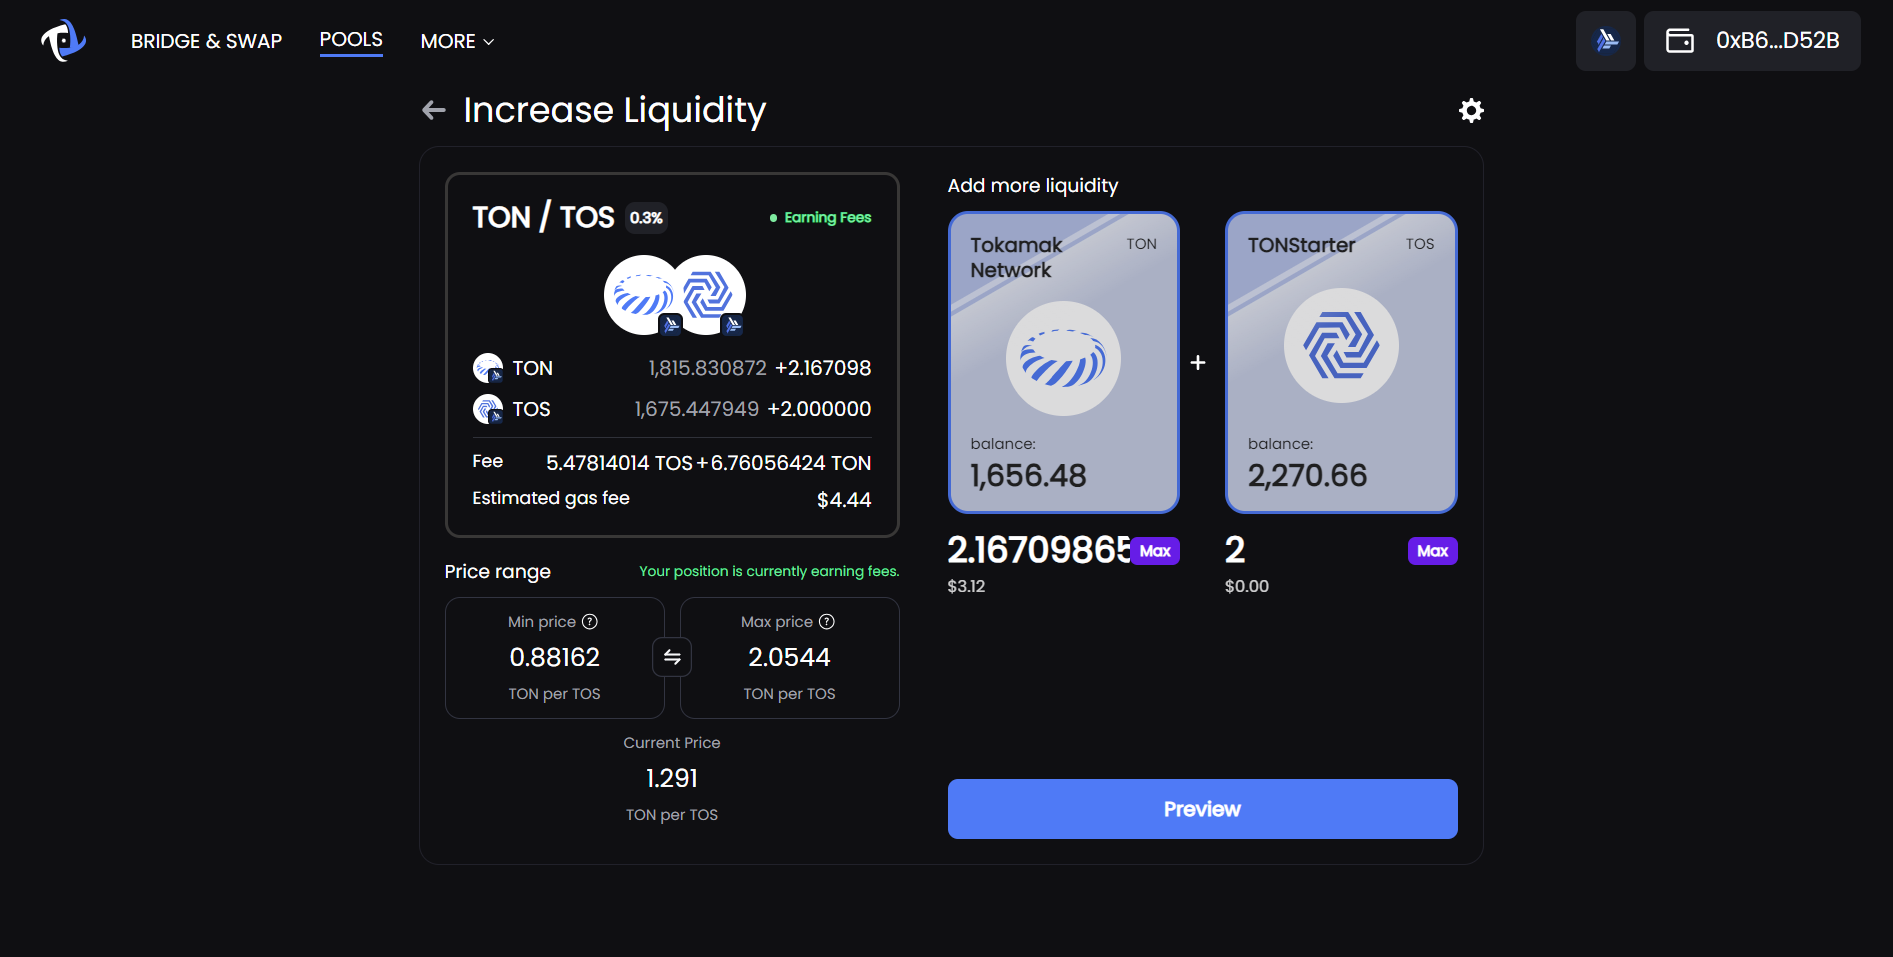 BRIDGE & SWAP
POOLS
MORE
0xB6...D52B
Increase Liquidity
TON / TOS 0.3%
Earning Fees
TON 1,815.830872 +2.167098
TOS 1,675.447949 +2.000000
Fee 5.47814014 TOS+6.76056424 TON
Estimated gas fee $4.44
Price range
Your position is currently earning fees.
Min price ?
0.88162
TON per TOS
Max price ?
2.0544
TON per TOS
Current Price
1.291
TON per TOS
Add more liquidity
Tokamak
Network
TON
balance:
1,656.48
+
TONStarter
TOS
balance:
2,270.66
2.16709865
Max
$3.12
2
Max
$0.00
Preview